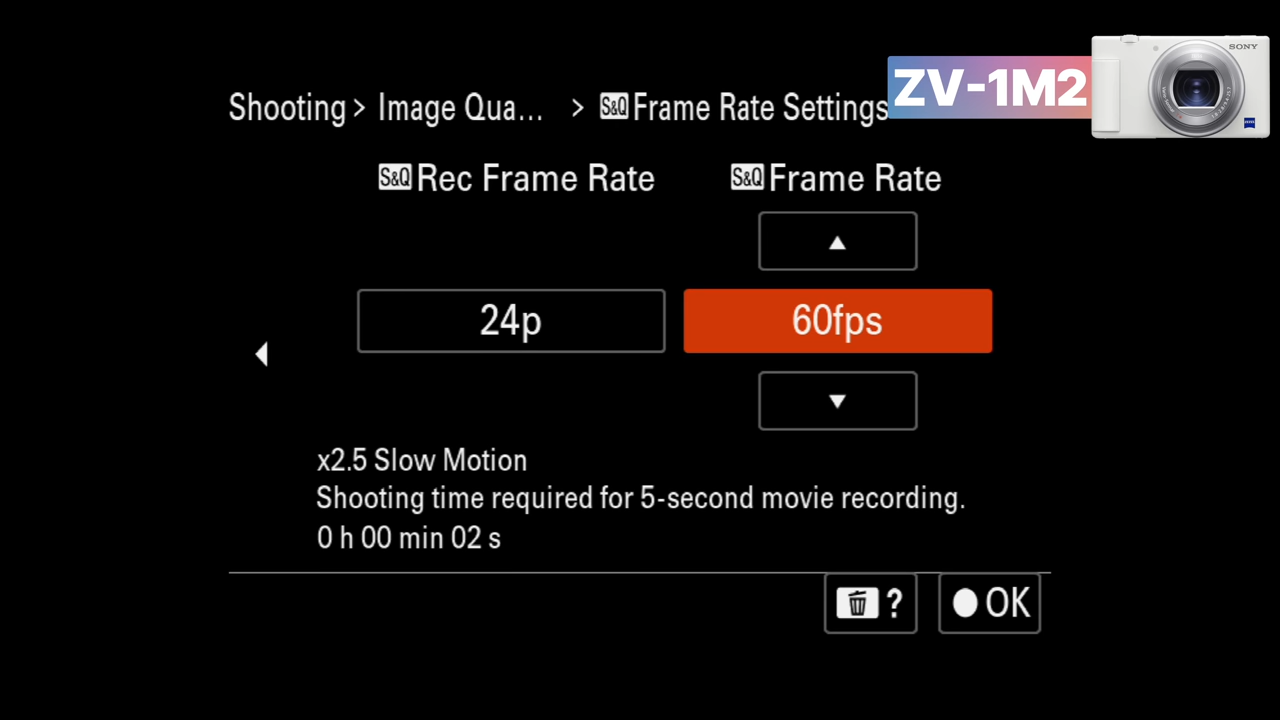 Shooting > Image Qua... > S&Q Frame Rate Settings
ZV-1M2
SONY
S&Q Rec Frame Rate
S&Q Frame Rate
24p
60fps
x2.5 Slow Motion
Shooting time required for 5-second movie recording.
0 h 00 min 02 s
?
OK